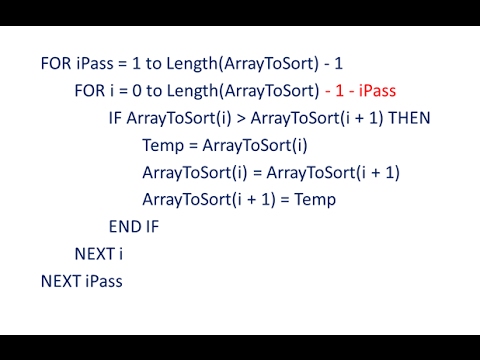 FOR iPass = 1 to Length(ArrayToSort) - 1
FOR i = 0 to Length(ArrayToSort) - 1 - iPass
IF ArrayToSort(i) > ArrayToSort(i + 1) THEN
Temp = ArrayToSort(i)
ArrayToSort(i) = ArrayToSort(i + 1)
ArrayToSort(i + 1) = Temp
END IF
NEXT i
NEXT iPass